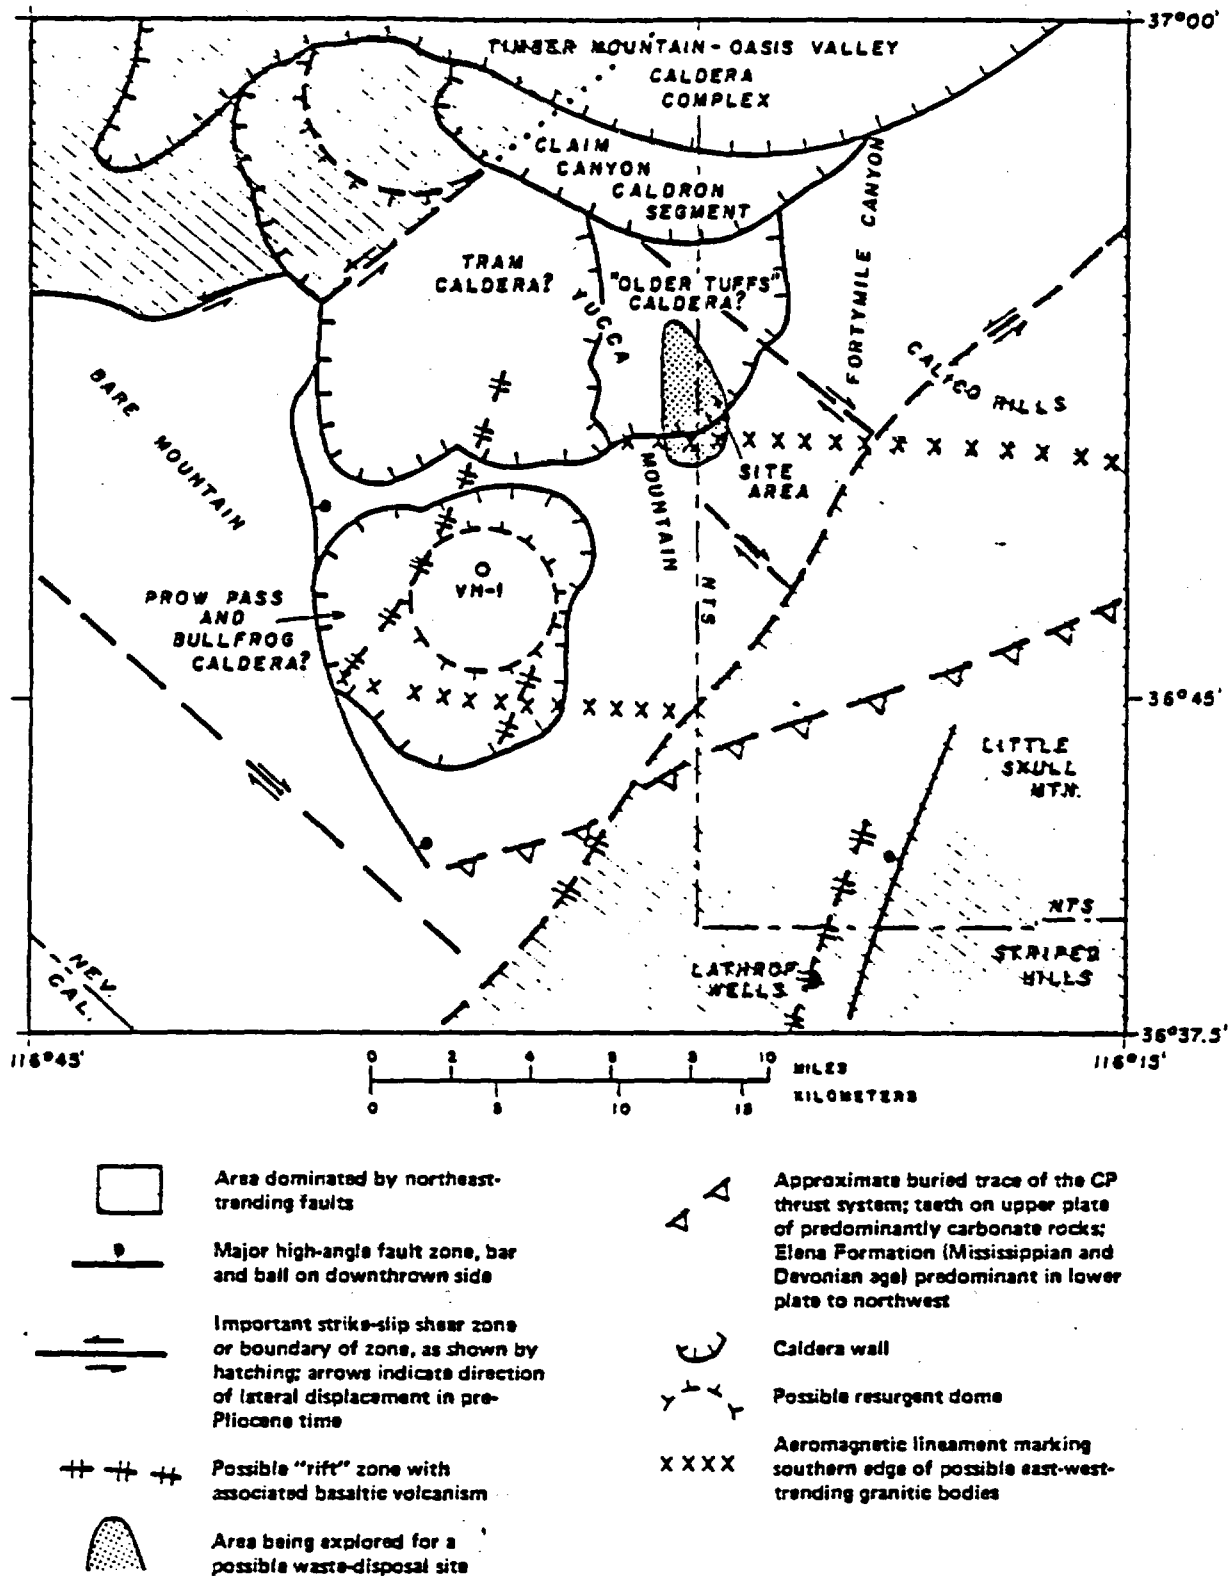 37°00'
TIMBER MOUNTAIN - OASIS VALLEY
CALDERA
COMPLEX
CLAIM
CANYON
CALDRON
SEGMENT
FORTYMILE CANYON
TRAM
CALDERA?
"OLDER TUFFS"
CALDERA?
YUCCA
MOUNTAIN
CALICO HILLS
BARE MOUNTAIN
SITE
AREA
VH-1
NTS
PROW PASS
AND
BULLFROG
CALDERA?
36°45'
LITTLE
SKULL
MTN.
NTS
STRIPED
HILLS
LATHROP
WELLS
NEV.
CAL.
36°37.5'
116°45'
116°15'
0 2 4 6 8 10
MILES
KILOMETERS
0 5 10 15
Area dominated by northeast-
trending faults
Major high-angle fault zone, bar
and ball on downthrown side
Important strike-slip shear zone
or boundary of zone, as shown by
hatching; arrows indicate direction
of lateral displacement in pre-
Pliocene time
Possible "rift" zone with
associated basaltic volcanism
Area being explored for a
possible waste-disposal site
Approximate buried trace of the CP
thrust system; teeth on upper plate
of predominantly carbonate rocks;
Elena Formation (Mississippian and
Devonian age) predominant in lower
plate to northwest
Caldera wall
Possible resurgent dome
X X X X
Aeromagnetic lineament marking
southern edge of possible east-west-
trending granitic bodies